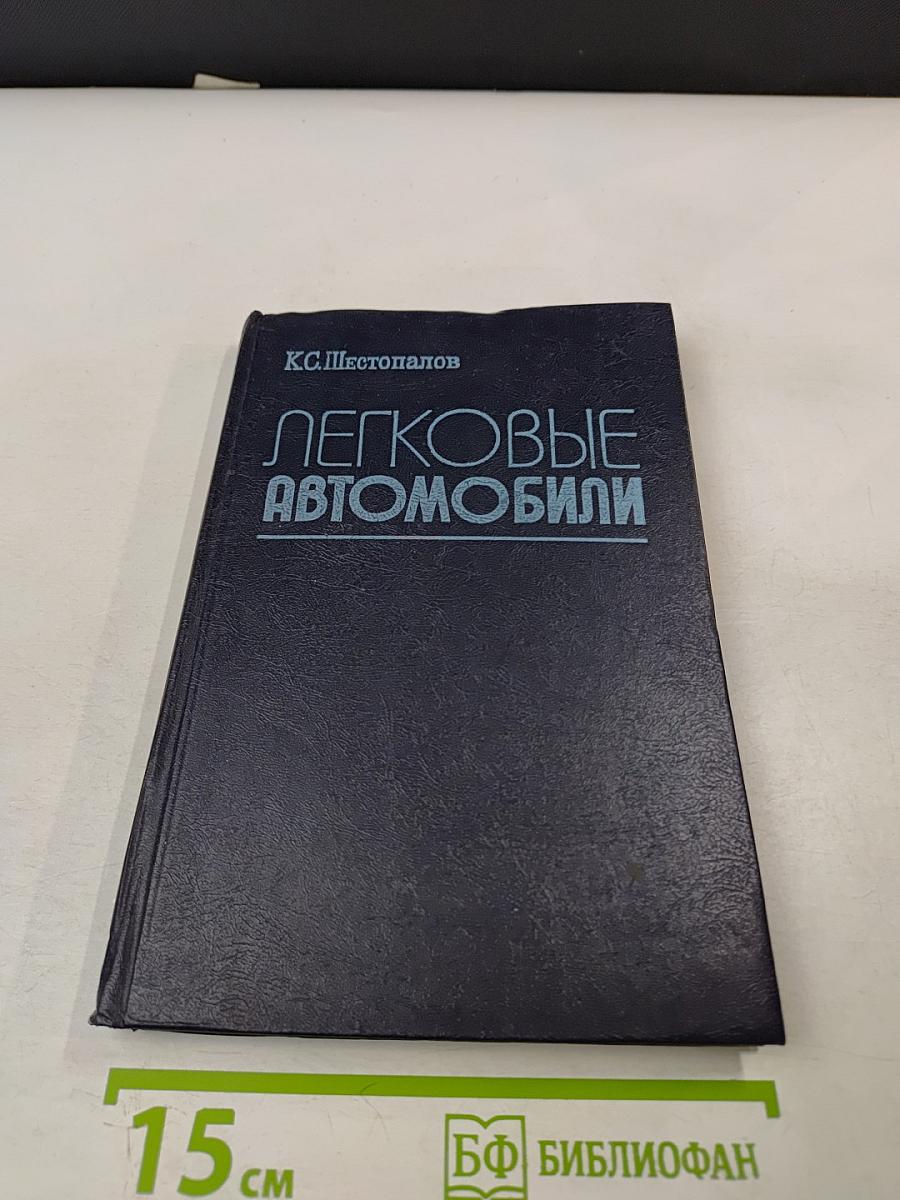 К.С.Шестопалов
ЛЕГКОВЫЕ
АВТОМОБИЛИ
15 см
БФ БИБЛИОФАН